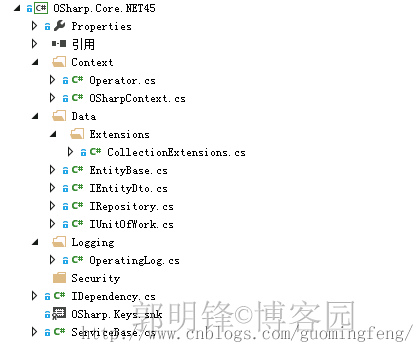 OSharp.Core.NET45
Properties
引用
Context
Operator.cs
OSharpContext.cs
Data
Extensions
CollectionExtensions.cs
EntityBase.cs
IEntityDto.cs
IRepository.cs
IUnitOfWork.cs
Logging
OperatingLog.cs
Security
IDependency.cs
OSharp.Keys.snk
ServiceBase.cs
郭明锋©博客园
http://www.cnblogs.com/guomingfeng/